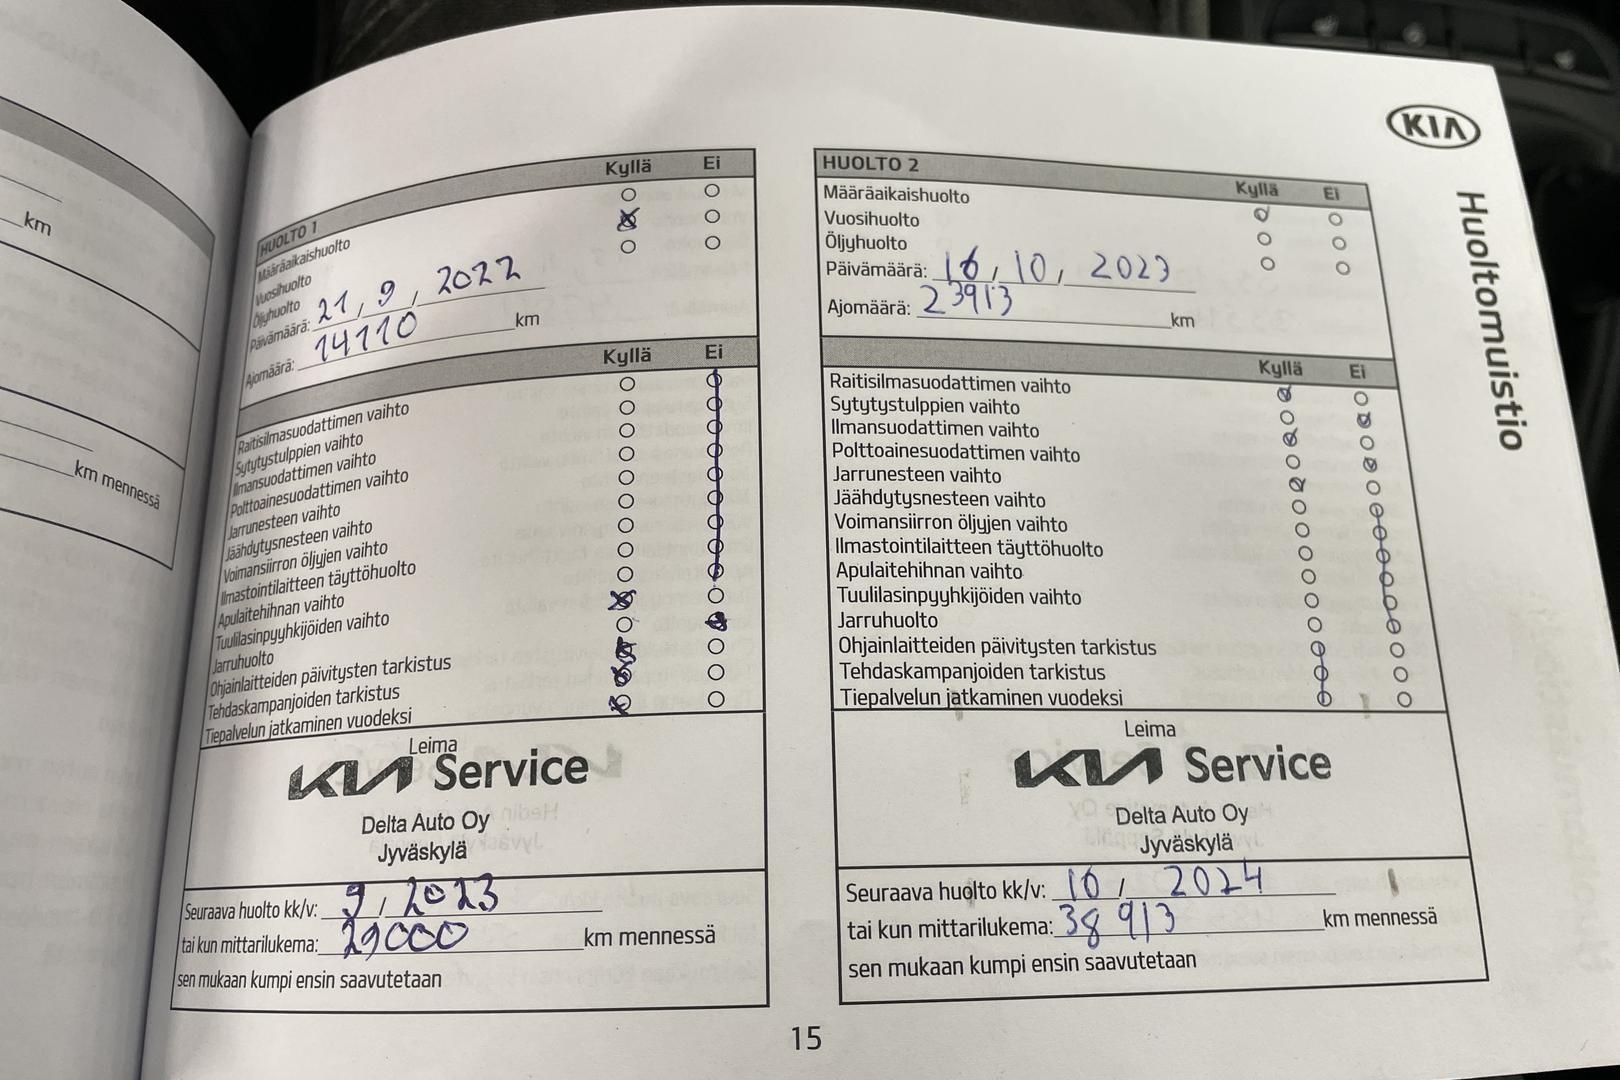 km
km mennessä
HUOLTO 1 Kyllä Ei
Määräaikaishuolto
Vuosihuolto
Öljyhuolto
Päivämäärä: 21, 9, 2022
Ajomäärä: 14110 km
Kyllä Ei
Raitisilmasuodattimen vaihto
Sytytystulppien vaihto
Ilmansuodattimen vaihto
Polttoainesuodattimen vaihto
Jarrunesteen vaihto
Jäähdytysnesteen vaihto
Voimansiirron öljyjen vaihto
Ilmastointilaitteen täyttöhuolto
Apulaitehihnan vaihto
Tuulilasinpyyhkijöiden vaihto
Jarruhuolto
Ohjainlaitteiden päivitysten tarkistus
Tehdaskampanjoiden tarkistus
Tiepalvelun jatkaminen vuodeksi
Leima
KIA Service
Delta Auto Oy
Jyväskylä
Seuraava huolto kk/v: 9, 2023
tai kun mittarilukema: 29000 km mennessä
sen mukaan kumpi ensin saavutetaan
HUOLTO 2 Kyllä Ei
Määräaikaishuolto
Vuosihuolto
Öljyhuolto
Päivämäärä: 16, 10, 2023
Ajomäärä: 23913 km
Kyllä Ei
Raitisilmasuodattimen vaihto
Sytytystulppien vaihto
Ilmansuodattimen vaihto
Polttoainesuodattimen vaihto
Jarrunesteen vaihto
Jäähdytysnesteen vaihto
Voimansiirron öljyjen vaihto
Ilmastointilaitteen täyttöhuolto
Apulaitehihnan vaihto
Tuulilasinpyyhkijöiden vaihto
Jarruhuolto
Ohjainlaitteiden päivitysten tarkistus
Tehdaskampanjoiden tarkistus
Tiepalvelun jatkaminen vuodeksi
Leima
KIA Service
Delta Auto Oy
Jyväskylä
Seuraava huolto kk/v: 10, 2024
tai kun mittarilukema: 38913 km mennessä
sen mukaan kumpi ensin saavutetaan
KIA
Huoltomuistio
15